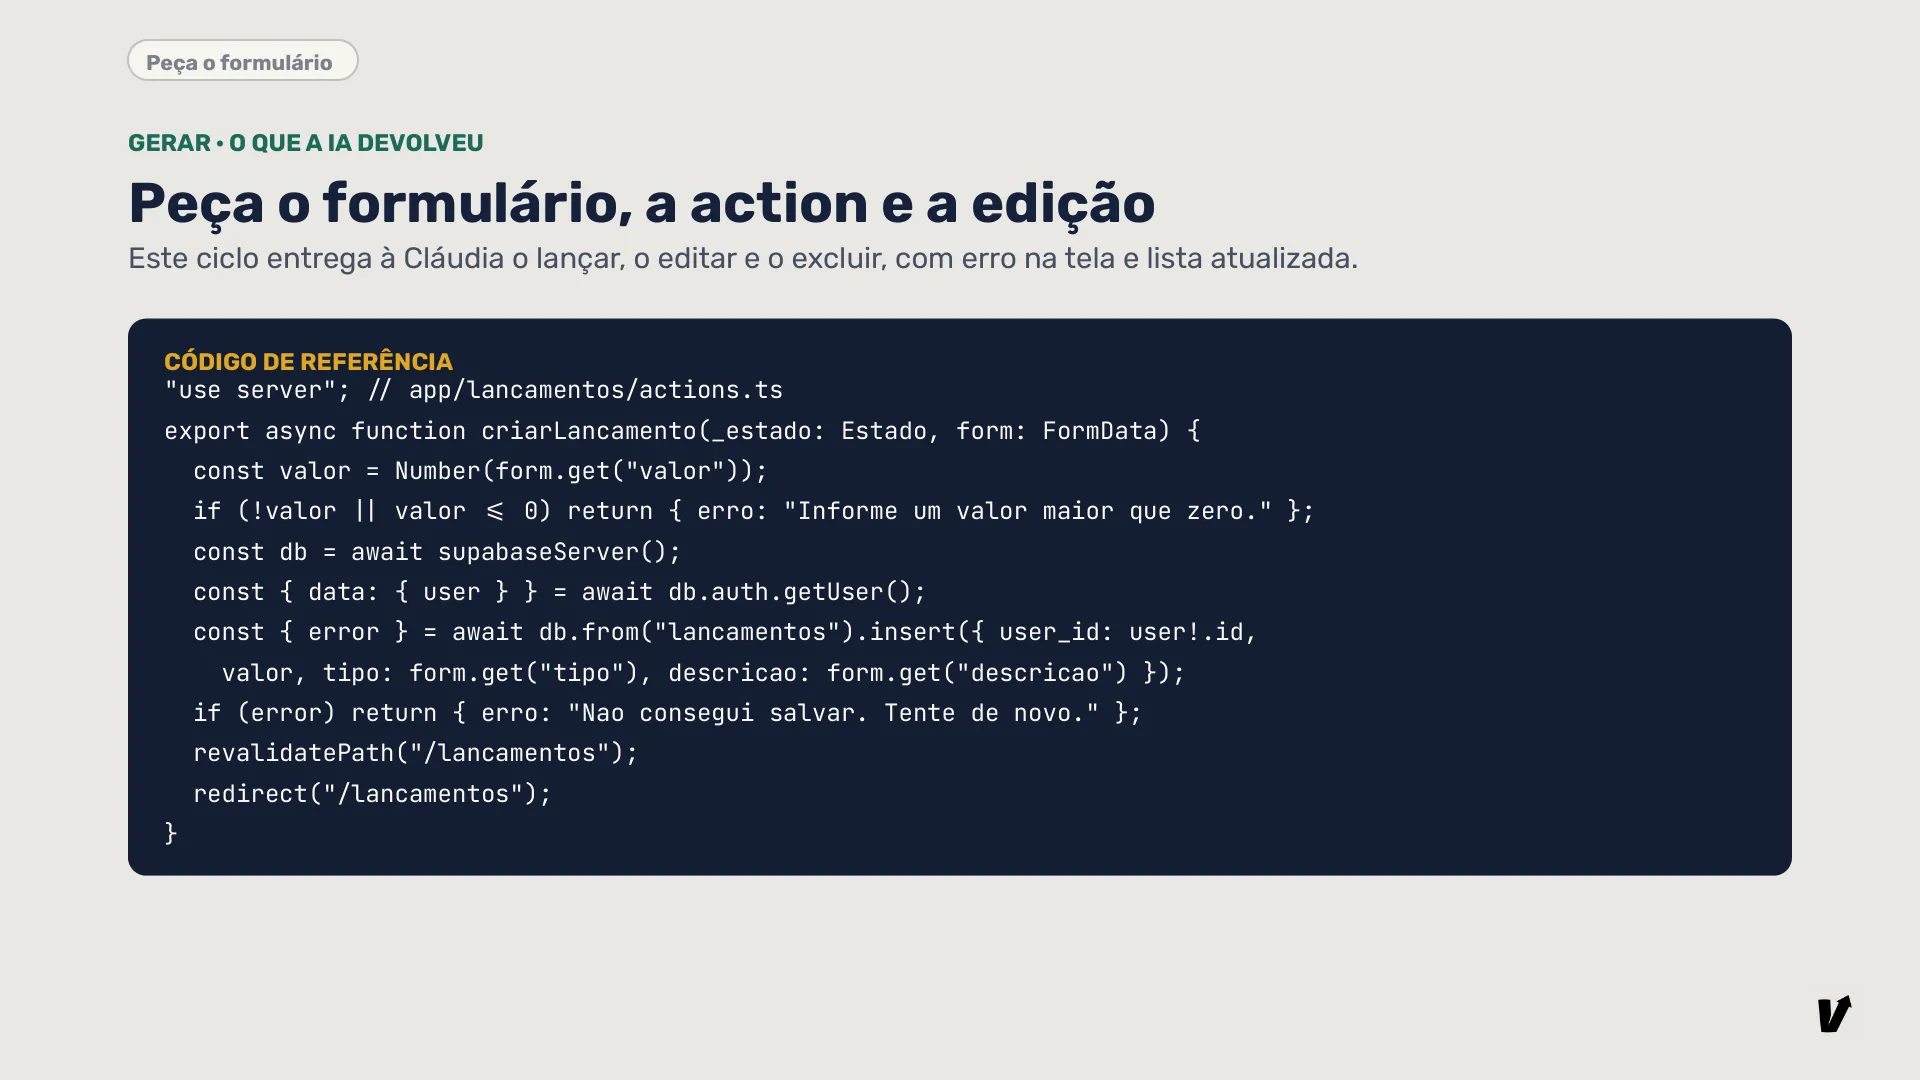 Peça o formulário
GERAR • O QUE A IA DEVOLVEU
Peça o formulário, a action e a edição
Este ciclo entrega à Cláudia o lançar, o editar e o excluir, com erro na tela e lista atualizada.
CÓDIGO DE REFERÊNCIA
"use server"; // app/lancamentos/actions.ts
export async function criarLancamento(_estado: Estado, form: FormData) {
  const valor = Number(form.get("valor"));
  if (!valor || valor <= 0) return { erro: "Informe um valor maior que zero." };
  const db = await supabaseServer();
  const { data: { user } } = await db.auth.getUser();
  const { error } = await db.from("lancamentos").insert({ user_id: user!.id,
    valor, tipo: form.get("tipo"), descricao: form.get("descricao") });
  if (error) return { erro: "Nao consegui salvar. Tente de novo." };
  revalidatePath("/lancamentos");
  redirect("/lancamentos");
}